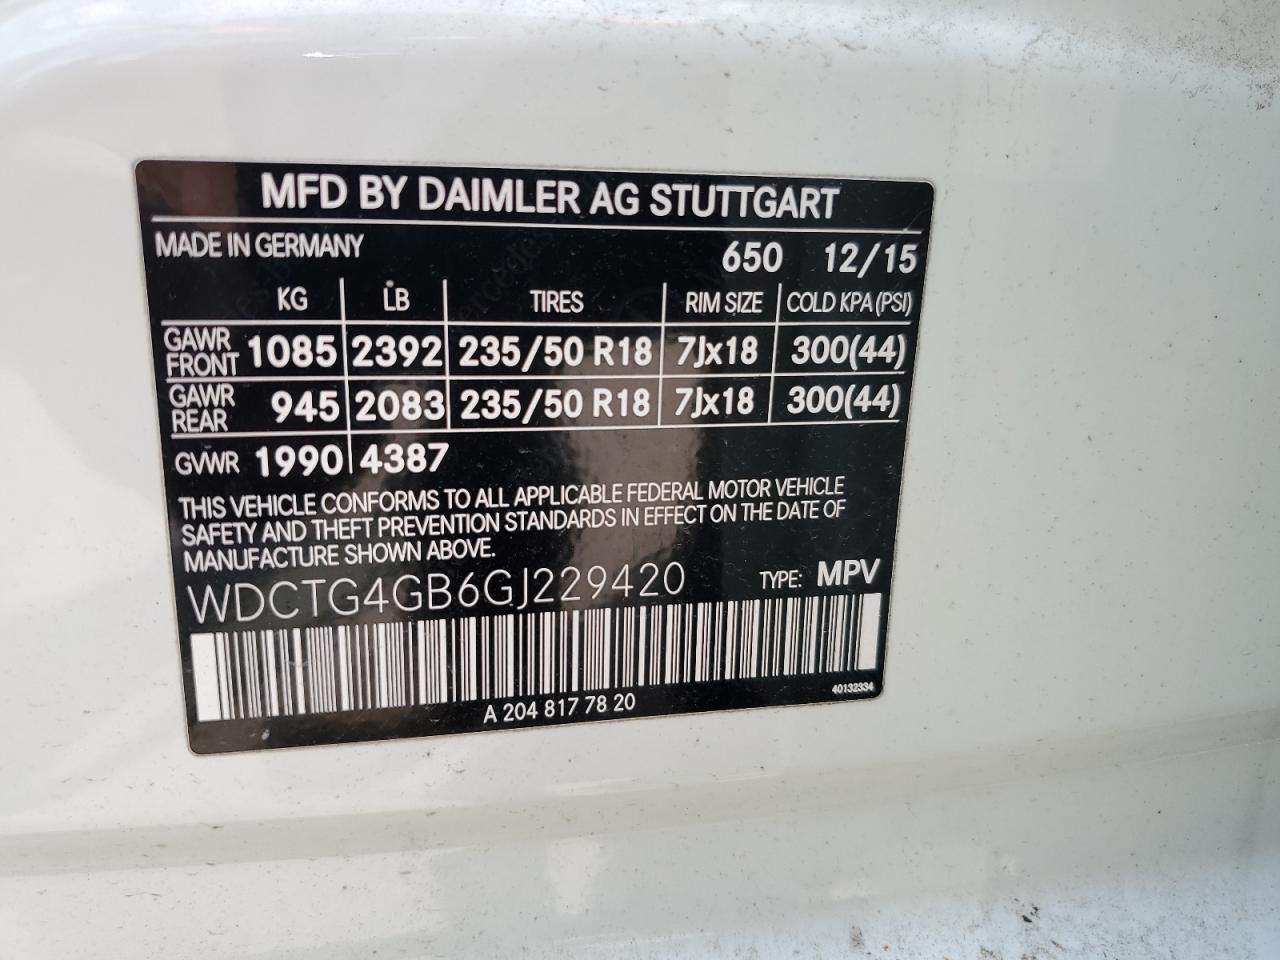 MFD BY DAIMLER AG STUTTGART
MADE IN GERMANY 650 12/15
KG LB TIRES RIM SIZE COLD KPA (PSI)
GAWR FRONT 1085 2392 235/50 R18 7Jx18 300(44)
GAWR REAR 945 2083 235/50 R18 7Jx18 300(44)
GVWR 1990 4387
THIS VEHICLE CONFORMS TO ALL APPLICABLE FEDERAL MOTOR VEHICLE
SAFETY AND THEFT PREVENTION STANDARDS IN EFFECT ON THE DATE OF
MANUFACTURE SHOWN ABOVE.
WDCTG4GB6GJ229420 TYPE: MPV
40132334
A 204 817 78 20